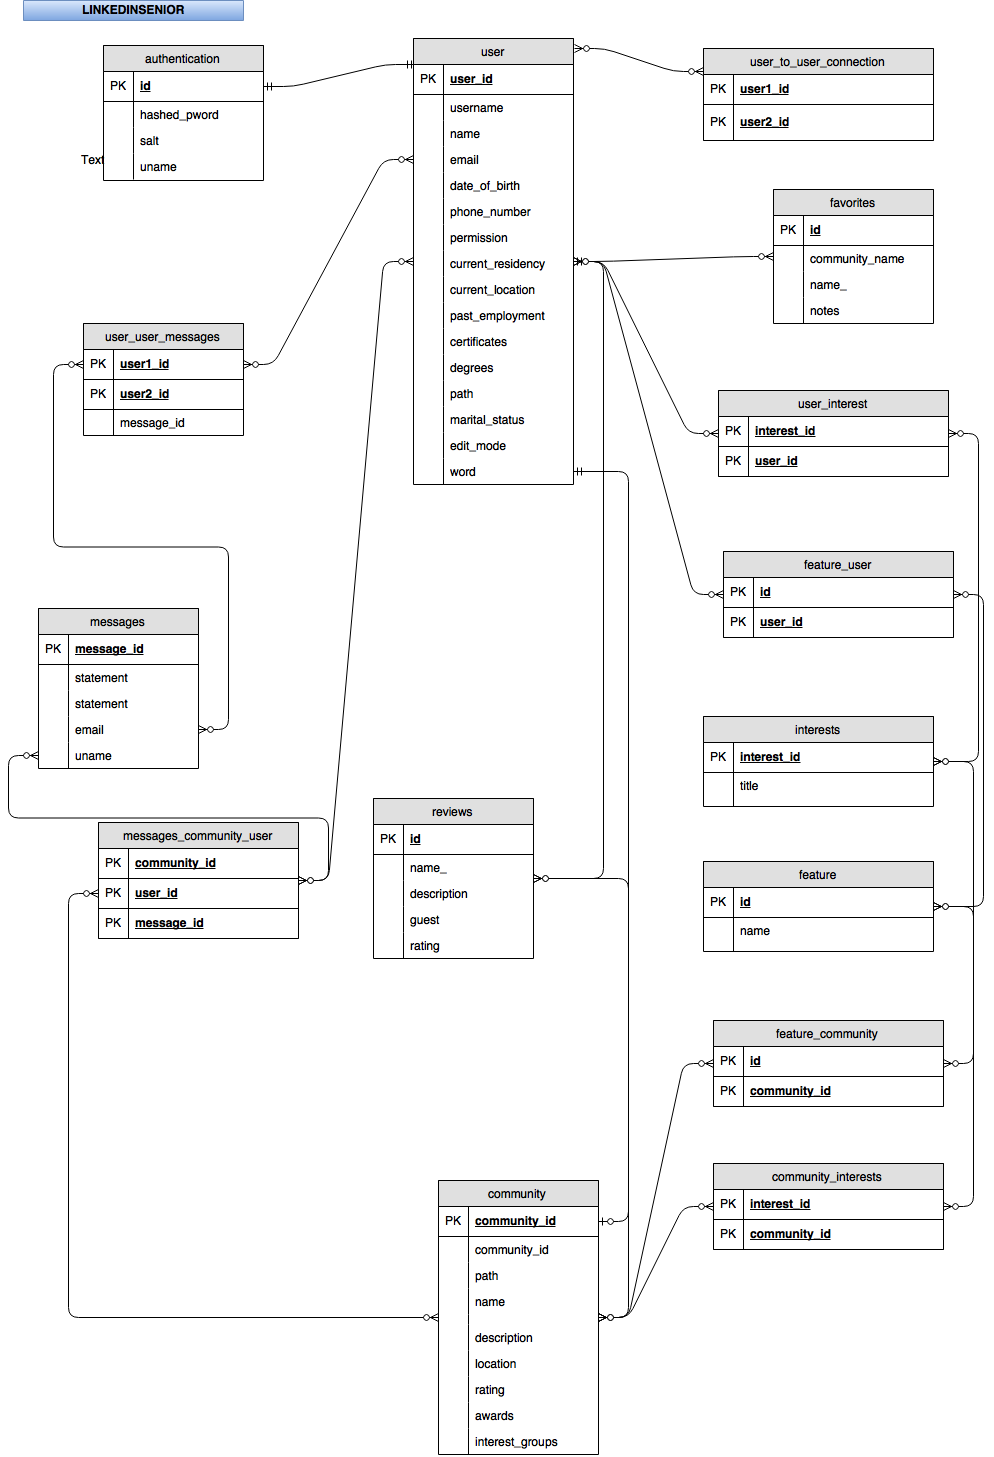 LINKEDINSENIOR
authentication
PK id
hashed_pword
salt
uname
Text
user
PK user_id
username
name
email
date_of_birth
phone_number
permission
current_residency
current_location
past_employment
certificates
degrees
path
marital_status
edit_mode
word
user_to_user_connection
PK user1_id
PK user2_id
favorites
PK id
community_name
name_
notes
user_user_messages
PK user1_id
PK user2_id
message_id
user_interest
PK interest_id
PK user_id
feature_user
PK id
PK user_id
messages
PK message_id
statement
statement
email
uname
interests
PK interest_id
title
messages_community_user
PK community_id
PK user_id
PK message_id
reviews
PK id
name_
description
guest
rating
feature
PK id
name
feature_community
PK id
PK community_id
community_interests
PK interest_id
PK community_id
community
PK community_id
community_id
path
name
description
location
rating
awards
interest_groups